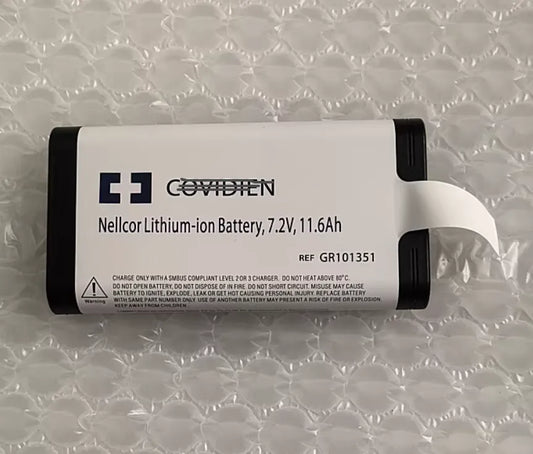 COVIDIEN
Nellcor Lithium-ion Battery, 7.2V, 11.6Ah
REF GR101351
CHARGE ONLY WITH A SMBUS COMPLIANT LEVEL 2 OR 3 CHARGER. DO NOT HEAT ABOVE 80°C.
DO NOT OPEN BATTERY, DO NOT DISPOSE OF IN FIRE. DO NOT SHORT CIRCUIT. MISUSE MAY CAUSE
BATTERY TO IGNITE, EXPLODE, LEAK OR GET HOT CAUSING PERSONAL INJURY. REPLACE BATTERY
WITH SAME PART NUMBER ONLY. USE OF ANOTHER BATTERY MAY PRESENT A RISK OF FIRE OR EXPLOSION.
KEEP AWAY FROM CHILDREN.
Warning